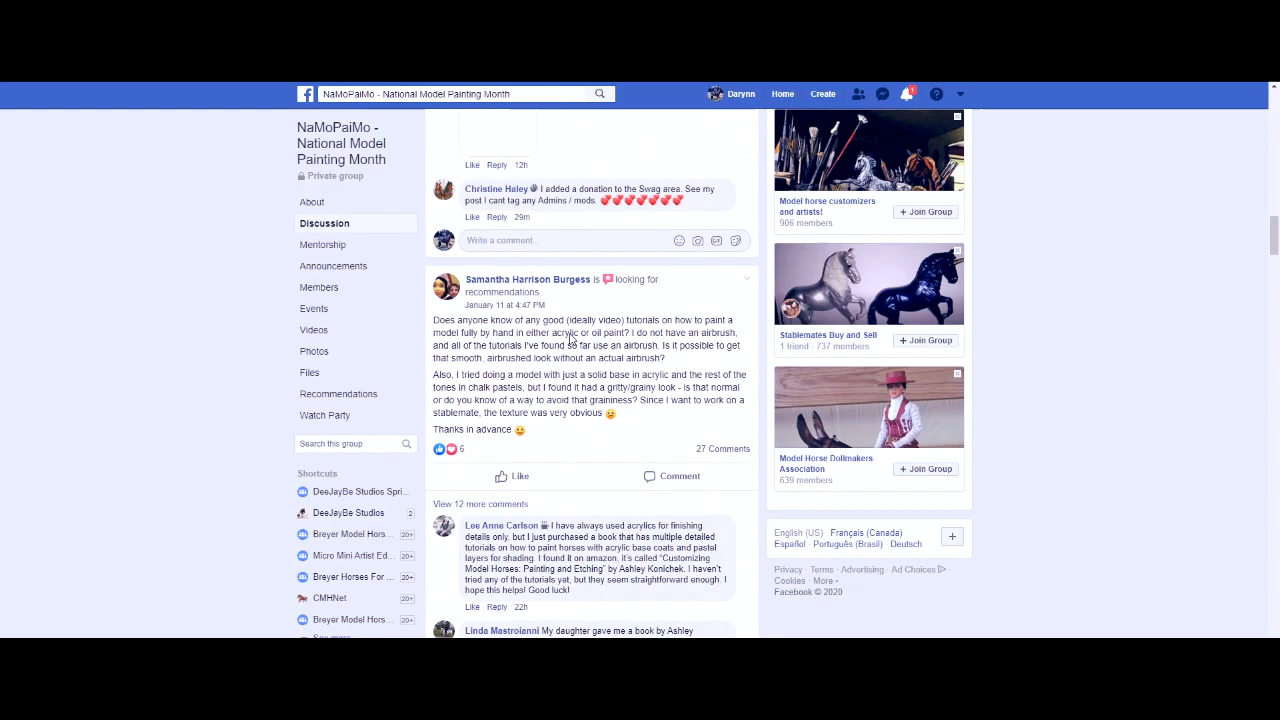 NaMoPaiMo - National Model Painting Month
Darynn
Home
Create
1
NaMoPaiMo -
National Model
Painting Month
Private group
About
Discussion
Mentorship
Announcements
Members
Events
Videos
Photos
Files
Recommendations
Watch Party
Search this group
Shortcuts
DeeJayBe Studios Spri...
DeeJayBe Studios 2
Breyer Model Hors... 20+
Micro Mini Artist Ed... 20+
Breyer Horses For ... 20+
CMHNet 20+
Breyer Model Hors... 20+
See more...
Like Reply 12h
Christine Haley I added a donation to the Swag area. See my
post I cant tag any Admins / mods. 💕💕💕💕💕💕💕
Like Reply 29m
Write a comment...
GIF
Samantha Harrison Burgess is looking for
recommendations.
January 11 at 4:47 PM
Does anyone know of any good (ideally video) tutorials on how to paint a
model fully by hand in either acrylic or oil paint? I do not have an airbrush,
and all of the tutorials I've found so far use an airbrush. Is it possible to get
that smooth, airbrushed look without an actual airbrush?
Also, I tried doing a model with just a solid base in acrylic and the rest of the
tones in chalk pastels, but I found it had a gritty/grainy look - is that normal
or do you know of a way to avoid that graininess? Since I want to work on a
stablemate, the texture was very obvious 😕
Thanks in advance 😀
6
27 Comments
Like
Comment
View 12 more comments
Lee Anne Carlson I have always used acrylics for finishing
details only, but I just purchased a book that has multiple detailed
tutorials on how to paint horses with acrylic base coats and pastel
layers for shading. I found it on amazon, it's called "Customizing
Model Horses: Painting and Etching" by Ashley Konichek. I haven't
tried any of the tutorials yet, but they seem straightforward enough. I
hope this helps! Good luck!
Like Reply 22h
Linda Mastroianni My daughter gave me a book by Ashley
Model horse customizers
and artists!
906 members
+ Join Group
Stablemates Buy and Sell
1 friend · 737 members
+ Join Group
Model Horse Dollmakers
Association
639 members
+ Join Group
English (US) · Français (Canada) ·
Español · Português (Brasil) · Deutsch
Privacy · Terms · Advertising · Ad Choices ·
Cookies · More
Facebook © 2020